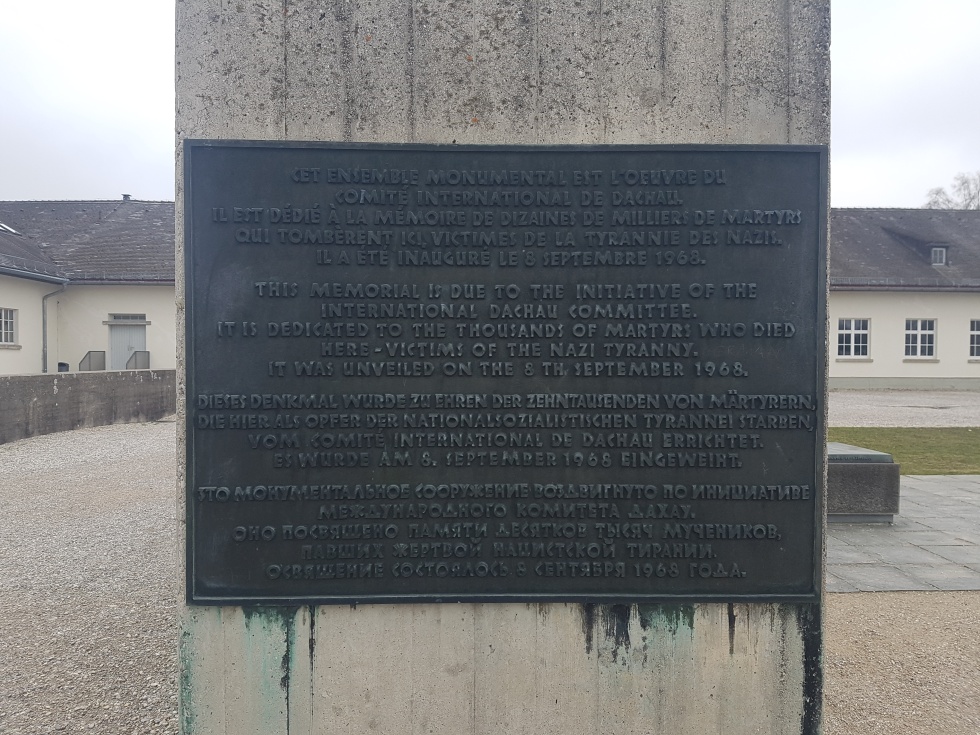 CET ENSEMBLE MONUMENTAL EST L'OEUVRE DU
COMITÉ INTERNATIONAL DE DACHAU.
IL EST DÉDIÉ À LA MÉMOIRE DE DIZAINES DE MILLIERS DE MARTYRS
QUI TOMBÈRENT ICI, VICTIMES DE LA TYRANNIE DES NAZIS.
IL A ÉTÉ INAUGURÉ LE 8 SEPTEMBRE 1968.
THIS MEMORIAL IS DUE TO THE INITIATIVE OF THE
INTERNATIONAL DACHAU COMMITTEE.
IT IS DEDICATED TO THE THOUSANDS OF MARTYRS WHO DIED
HERE - VICTIMS OF THE NAZI TYRANNY.
IT WAS UNVEILED ON THE 8 TH. SEPTEMBER 1968.
DIESES DENKMAL WURDE ZU EHREN DER ZEHNTAUSENDEN VON MÄRTYRERN,
DIE HIER ALS OPFER DER NATIONALSOZIALISTISCHEN TYRANNEI STARBEN,
VOM COMITÉ INTERNATIONAL DE DACHAU ERRICHTET.
ES WURDE AM 8. SEPTEMBER 1968 EINGEWEIHT.
ЭТО МОНУМЕНТАЛЬНОЕ СООРУЖЕНИЕ ВОЗДВИГНУТО ПО ИНИЦИАТИВЕ
МЕЖДУНАРОДНОГО КОМИТЕТА ДАХАУ.
ОНО ПОСВЯЩЕНО ПАМЯТИ ДЕСЯТКОВ ТЫСЯЧ МУЧЕНИКОВ,
ПАВШИХ ЖЕРТВОЙ НАЦИСТСКОЙ ТИРАНИИ.
ОСВЯЩЕНИЕ СОСТОЯЛОСЬ 8 СЕНТЯБРЯ 1968 ГОДА.